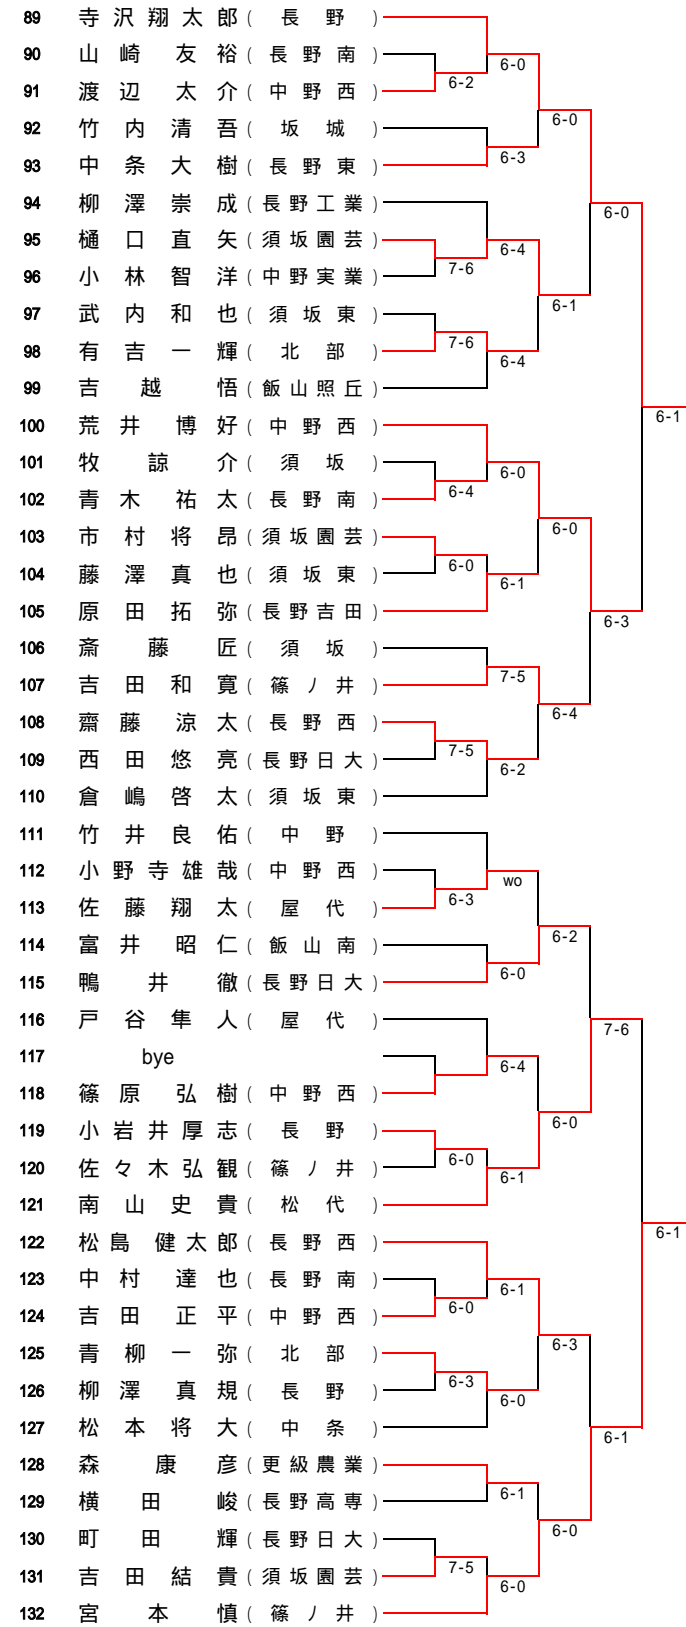 89 寺沢翔太郎 (長野)
6-0
90 山崎友裕 (長野南)
6-2
91 渡辺太介 (中野西)
6-0
92 竹内清吾 (坂城)
6-3
93 中条大樹 (長野東)
94 柳澤崇成 (長野工業)
6-0
95 樋口直矢 (須坂園芸)
6-4
7-6
96 小林智洋 (中野実業)
6-1
97 武内和也 (須坂東)
7-6
98 有吉一輝 (北部)
6-4
99 吉越悟 (飯山照丘)
6-1
100 荒井博好 (中野西)
101 牧諒介 (須坂)
6-0
6-4
102 青木祐太 (長野南)
6-0
103 市村将昂 (須坂園芸)
6-0
104 藤澤真也 (須坂東)
6-1
105 原田拓弥 (長野吉田)
6-3
106 斎藤匠 (須坂)
7-5
107 吉田和寛 (篠ノ井)
6-4
108 齋藤涼太 (長野西)
7-5
109 西田悠亮 (長野日大)
6-2
110 倉嶋啓太 (須坂東)
111 竹井良佑 (中野)
112 小野寺雄哉 (中野西)
wo
6-3
113 佐藤翔太 (屋代)
6-2
114 富井昭仁 (飯山南)
6-0
115 鴨井徹 (長野日大)
116 戸谷隼人 (屋代)
7-6
117 bye
6-4
118 篠原弘樹 (中野西)
6-0
119 小岩井厚志 (長野)
6-0
120 佐々木弘観 (篠ノ井)
6-1
121 南山史貴 (松代)
6-1
122 松島健太郎 (長野西)
123 中村達也 (長野南)
6-1
6-0
124 吉田正平 (中野西)
6-3
125 青柳一弥 (北部)
6-3
126 柳澤真規 (長野)
6-0
127 松本将大 (中条)
6-1
128 森康彦 (更級農業)
6-1
129 横田峻 (長野高専)
6-0
130 町田輝 (長野日大)
7-5
131 吉田結貴 (須坂園芸)
6-0
132 宮本慎 (篠ノ井)